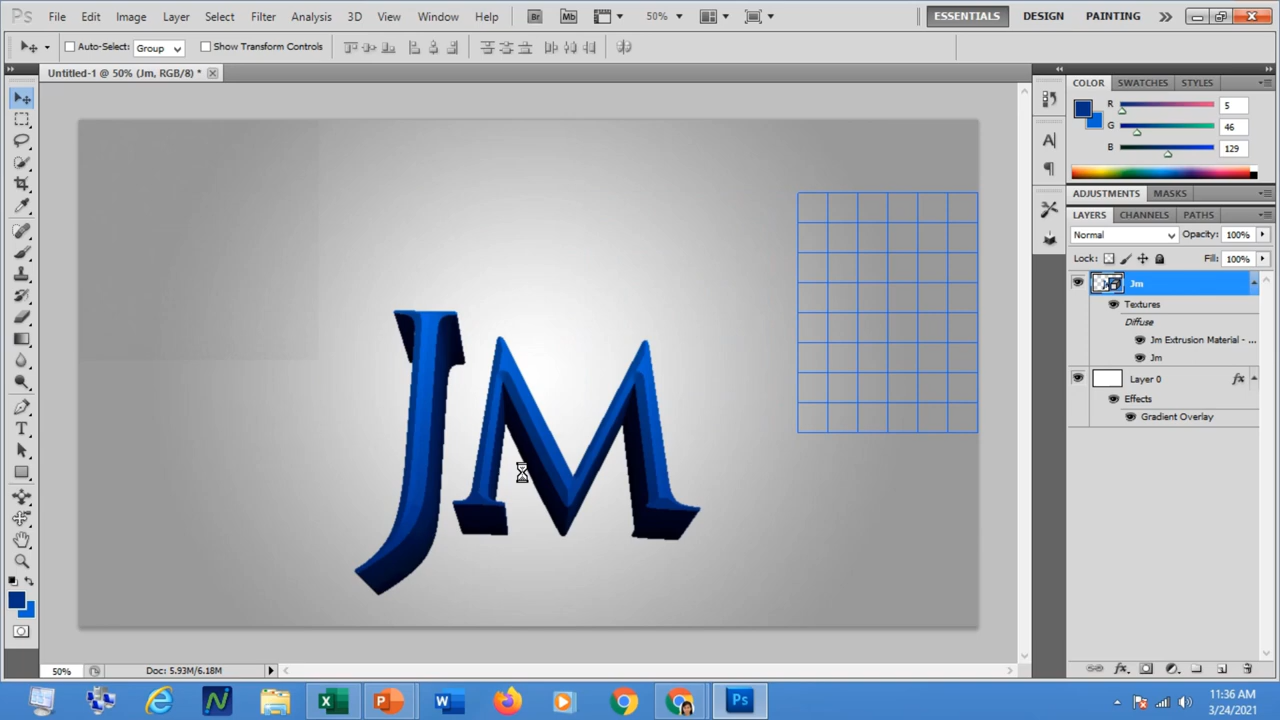 Ps File Edit Image Layer Select Filter Analysis 3D View Window Help Br Mb 50% ESSENTIALS DESIGN PAINTING
Auto-Select: Group Show Transform Controls
Untitled-1 @ 50% (Jm, RGB/8) *
COLOR SWATCHES STYLES
R 5
G 46
B 129
ADJUSTMENTS MASKS
LAYERS CHANNELS PATHS
Normal Opacity: 100%
Lock: Fill: 100%
Jm
Textures
Diffuse
Jm Extrusion Material - ...
Jm
Layer 0 fx
Effects
Gradient Overlay
JM
50% Doc: 5.93M/6.18M
11:36 AM
3/24/2021